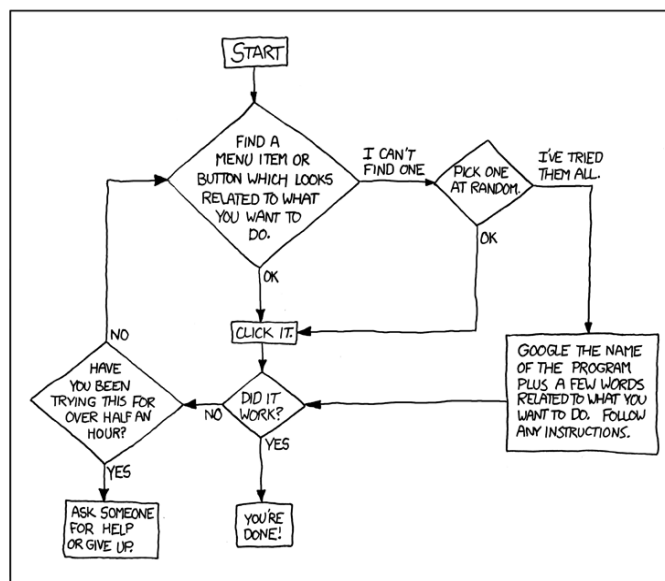 START
FIND A
MENU ITEM OR
BUTTON WHICH LOOKS
RELATED TO WHAT
YOU WANT TO
DO.
I CAN'T
FIND ONE
PICK ONE
AT RANDOM.
I'VE TRIED
THEM ALL.
OK
OK
CLICK IT.
NO
GOOGLE THE NAME
OF THE PROGRAM
PLUS A FEW WORDS
RELATED TO WHAT YOU
WANT TO DO. FOLLOW
ANY INSTRUCTIONS.
HAVE
YOU BEEN
TRYING THIS FOR
OVER HALF AN
HOUR?
NO
DID IT
WORK?
YES
YES
ASK SOMEONE
FOR HELP
OR GIVE UP.
YOU'RE
DONE!